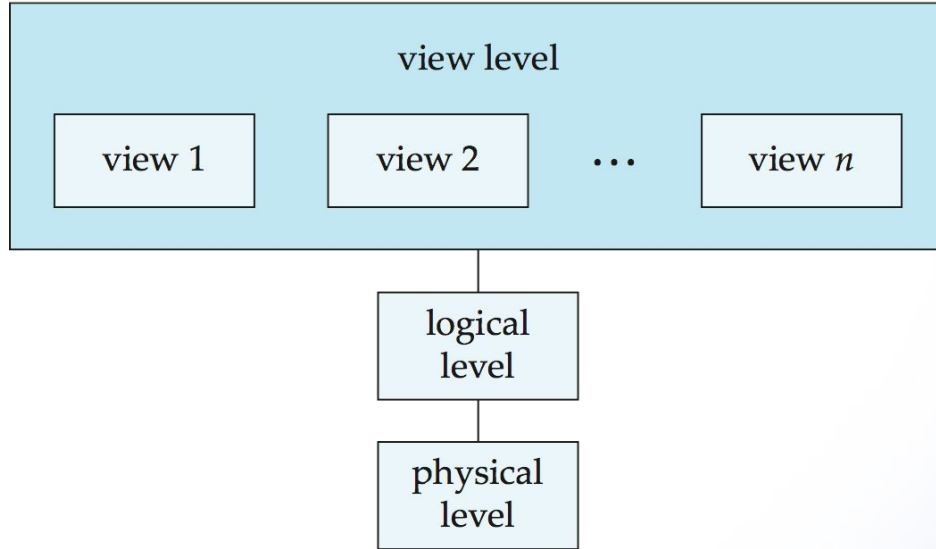 view level
view 1
view 2
...
view n
logical
level
physical
level